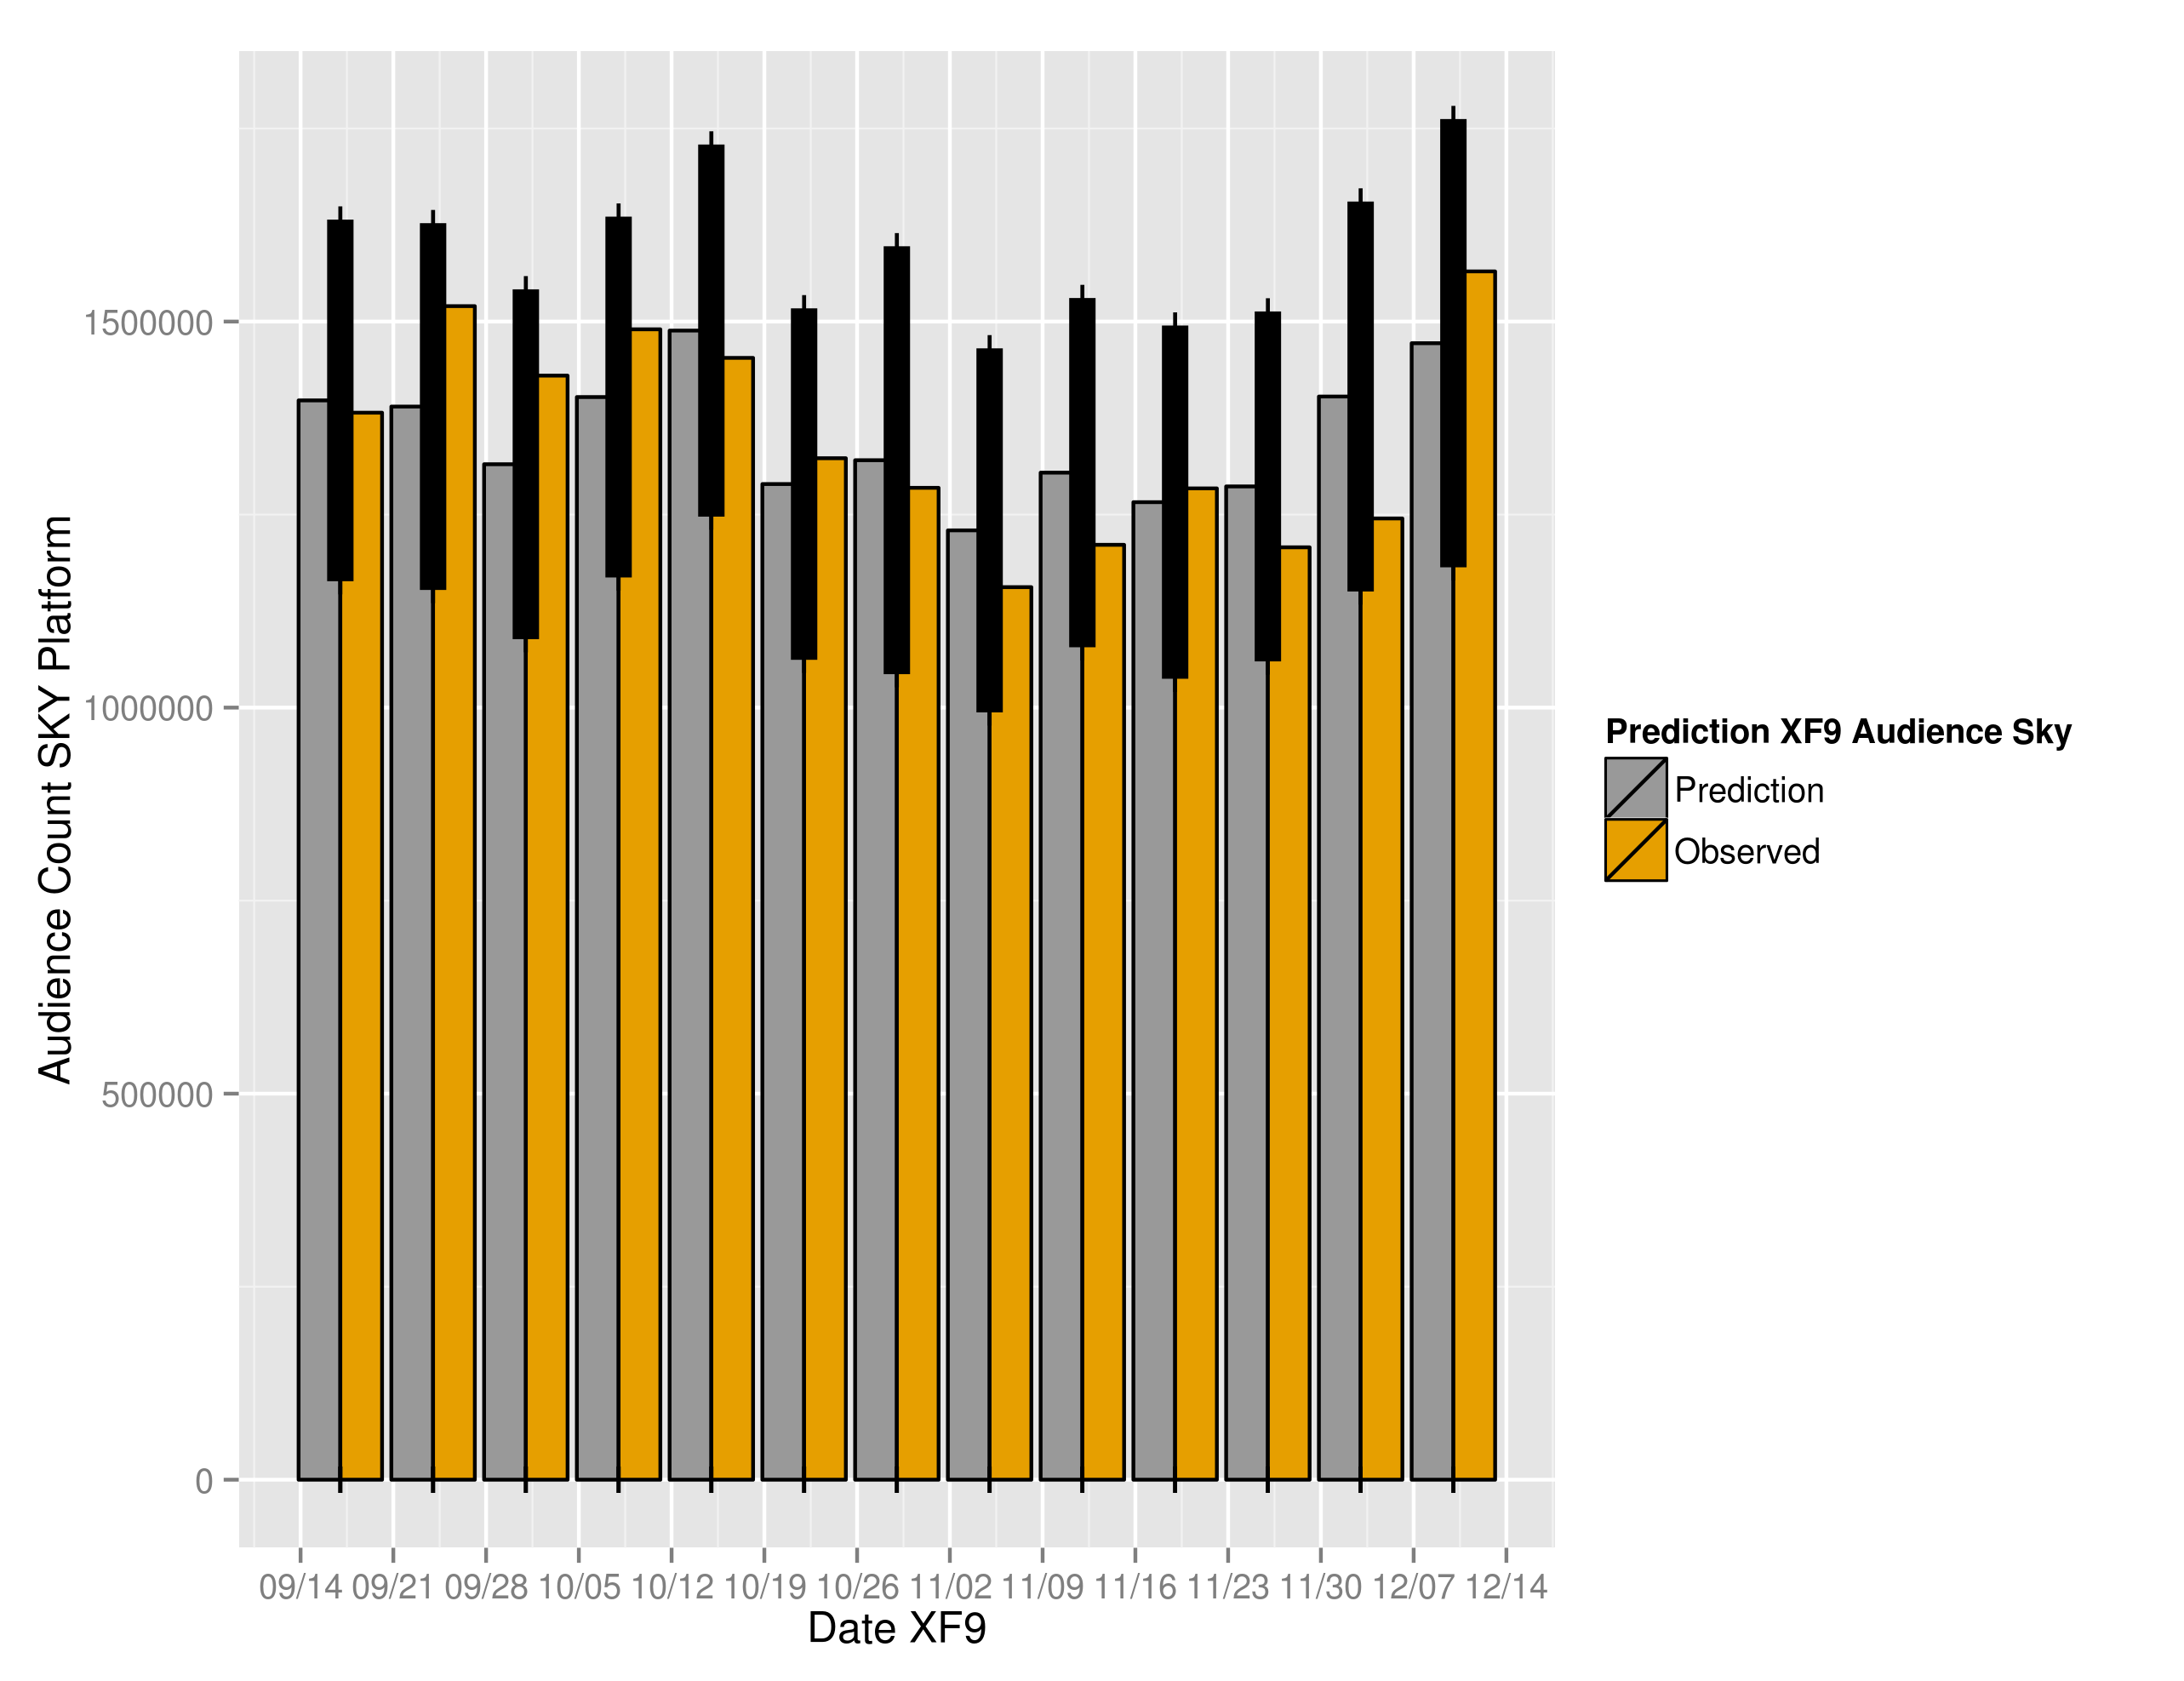 Audience Count SKY Platform
1500000
1000000
500000
0
09/14 09/21 09/28 10/05 10/12 10/19 10/26 11/02 11/09 11/16 11/23 11/30 12/07 12/14
Date XF9
Prediction XF9 Audience Sky
Prediction
Observed